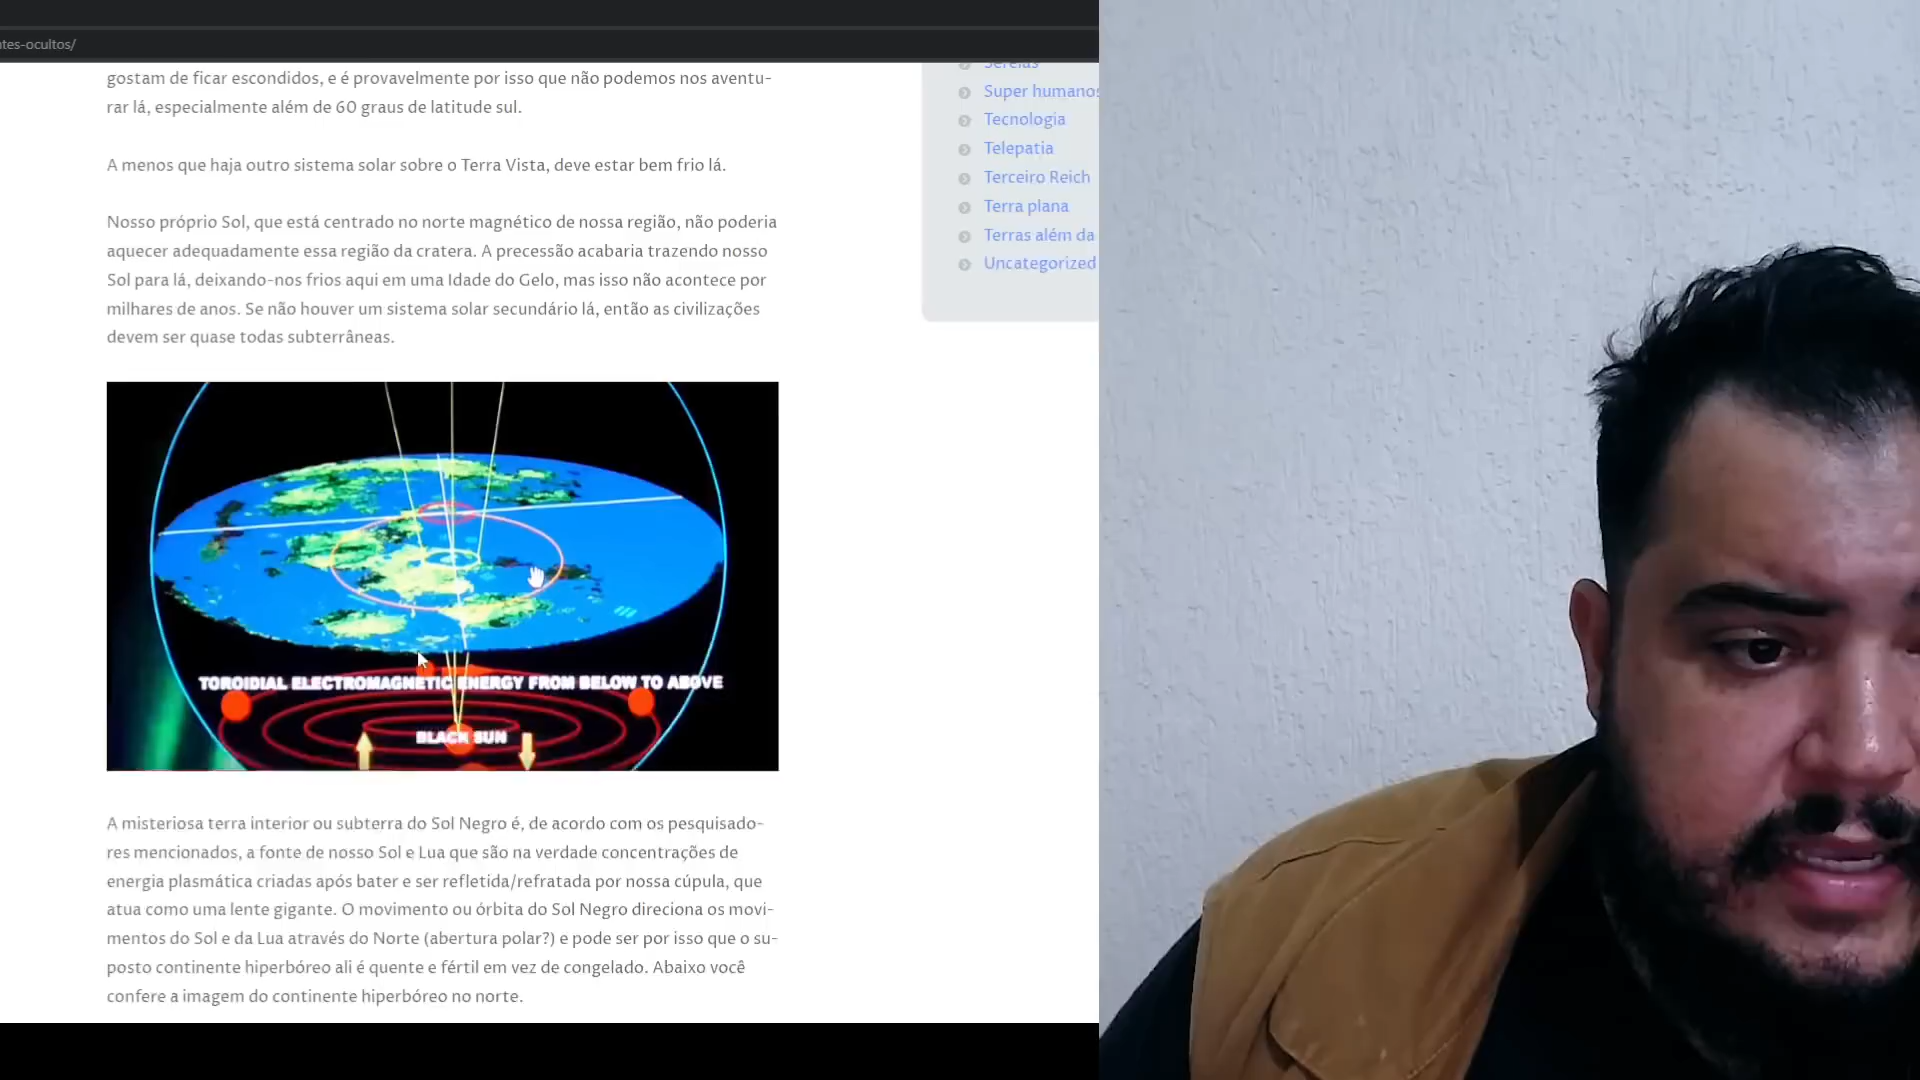 tes-ocultos/
gostam de ficar escondidos, e é provavelmente por isso que não podemos nos aventu-
rar lá, especialmente além de 60 graus de latitude sul.
A menos que haja outro sistema solar sobre o Terra Vista, deve estar bem frio lá.
Nosso próprio Sol, que está centrado no norte magnético de nossa região, não poderia
aquecer adequadamente essa região da cratera. A precessão acabaria trazendo nosso
Sol para lá, deixando-nos frios aqui em uma Idade do Gelo, mas isso não acontece por
milhares de anos. Se não houver um sistema solar secundário lá, então as civilizações
devem ser quase todas subterrâneas.
TOROIDIAL ELECTROMAGNETIC ENERGY FROM BELOW TO ABOVE
BLACK SUN
A misteriosa terra interior ou subterra do Sol Negro é, de acordo com os pesquisado-
res mencionados, a fonte de nosso Sol e Lua que são na verdade concentrações de
energia plasmática criadas após bater e ser refletida/refratada por nossa cúpula, que
atua como uma lente gigante. O movimento ou órbita do Sol Negro direciona os movi-
mentos do Sol e da Lua através do Norte (abertura polar?) e pode ser por isso que o su-
posto continente hiperbóreo ali é quente e fértil em vez de congelado. Abaixo você
confere a imagem do continente hiperbóreo no norte.
Sereias
Super humanos
Tecnologia
Telepatia
Terceiro Reich
Terra plana
Terras além da
Uncategorized